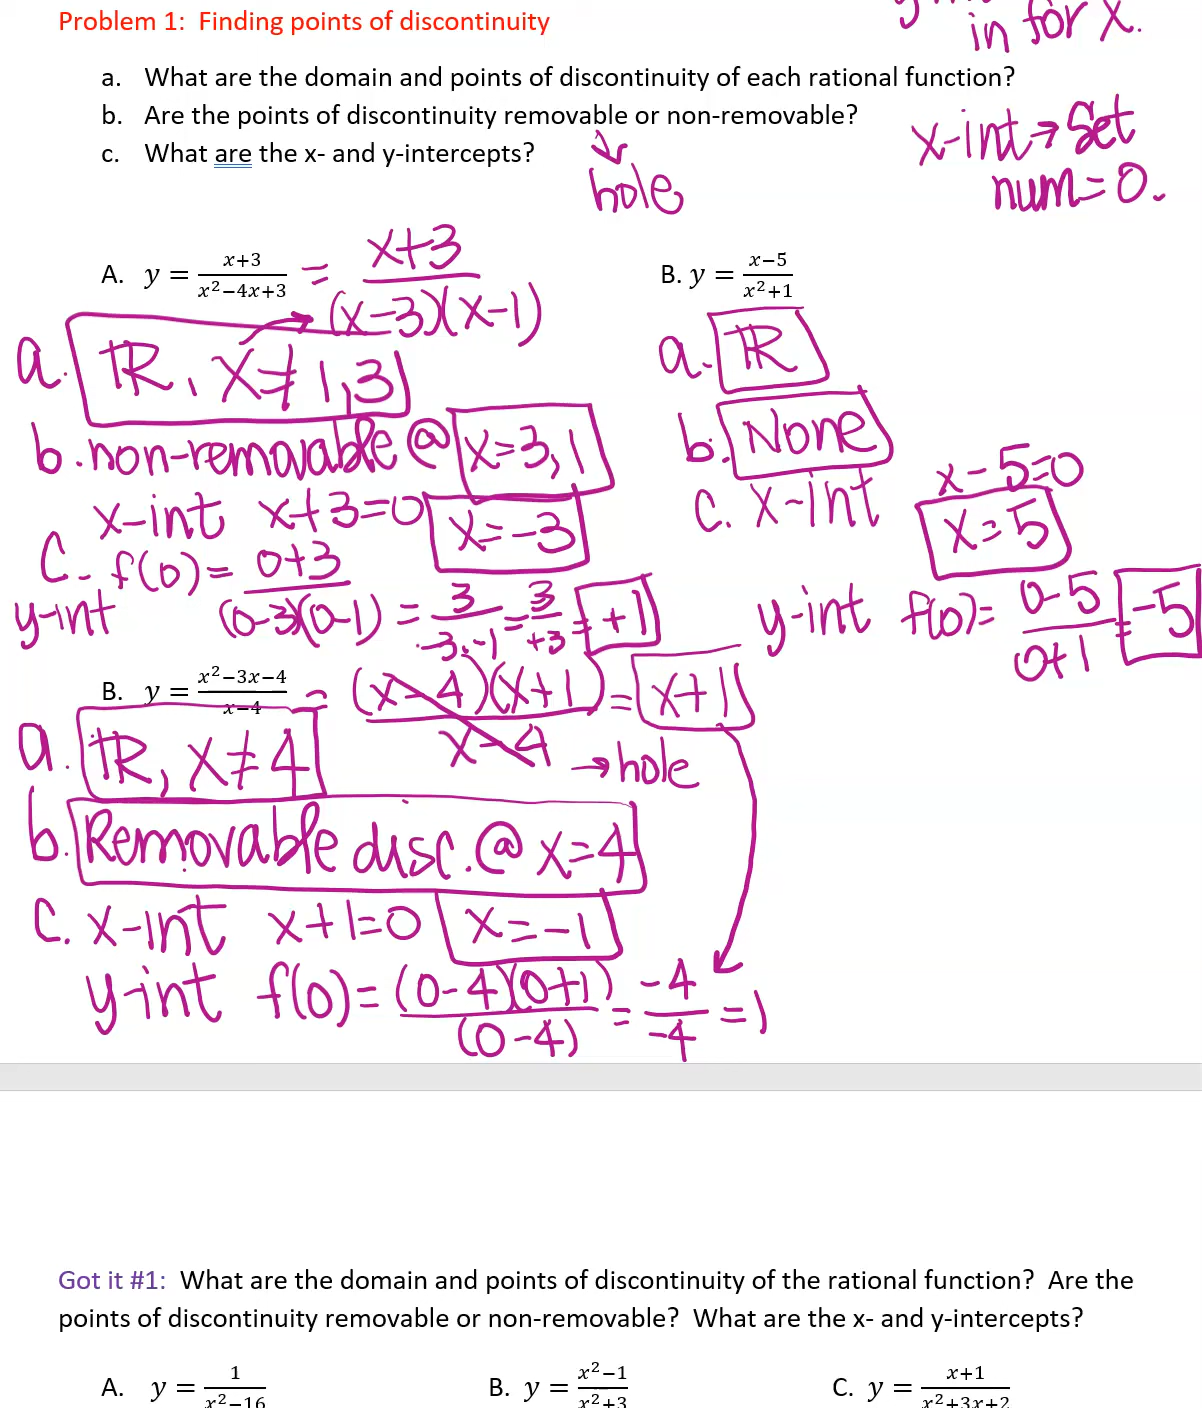 in for x.
Problem 1: Finding points of discontinuity
a. What are the domain and points of discontinuity of each rational function?
b. Are the points of discontinuity removable or non-removable?
c. What are the x- and y-intercepts?
hole
x-int → Set
num=0.
A. y = (x+3)/(x²−4x+3) = (x+3)/((x-3)(x-1))
a. ℝ, x≠1,3
b. non-removable @ x=3,1
c. x-int x+3=0 x=-3
y-int f(0)= (0+3)/((0-3)(0-1)) = 3/(-3·-1) = 3/+3 = +1
B. y = (x−5)/(x²+1)
a. ℝ
b. None
c. x-int x-5=0
x=5
y-int f(0)= (0-5)/(0+1) = -5
B. y = (x²−3x−4)/(x−4) = ((x-4)(x+1))/(x-4) = x+1
→hole
a. ℝ, x≠4
b. Removable disc. @ x=4
c. x-int x+1=0 x=-1
y-int f(0)= ((0-4)(0+1))/(0-4) = -4/-4 = 1
Got it #1: What are the domain and points of discontinuity of the rational function? Are the
points of discontinuity removable or non-removable? What are the x- and y-intercepts?
A. y = 1/(x²−16)
B. y = (x²−1)/(x²+3)
C. y = (x+1)/(x²+3x+2)